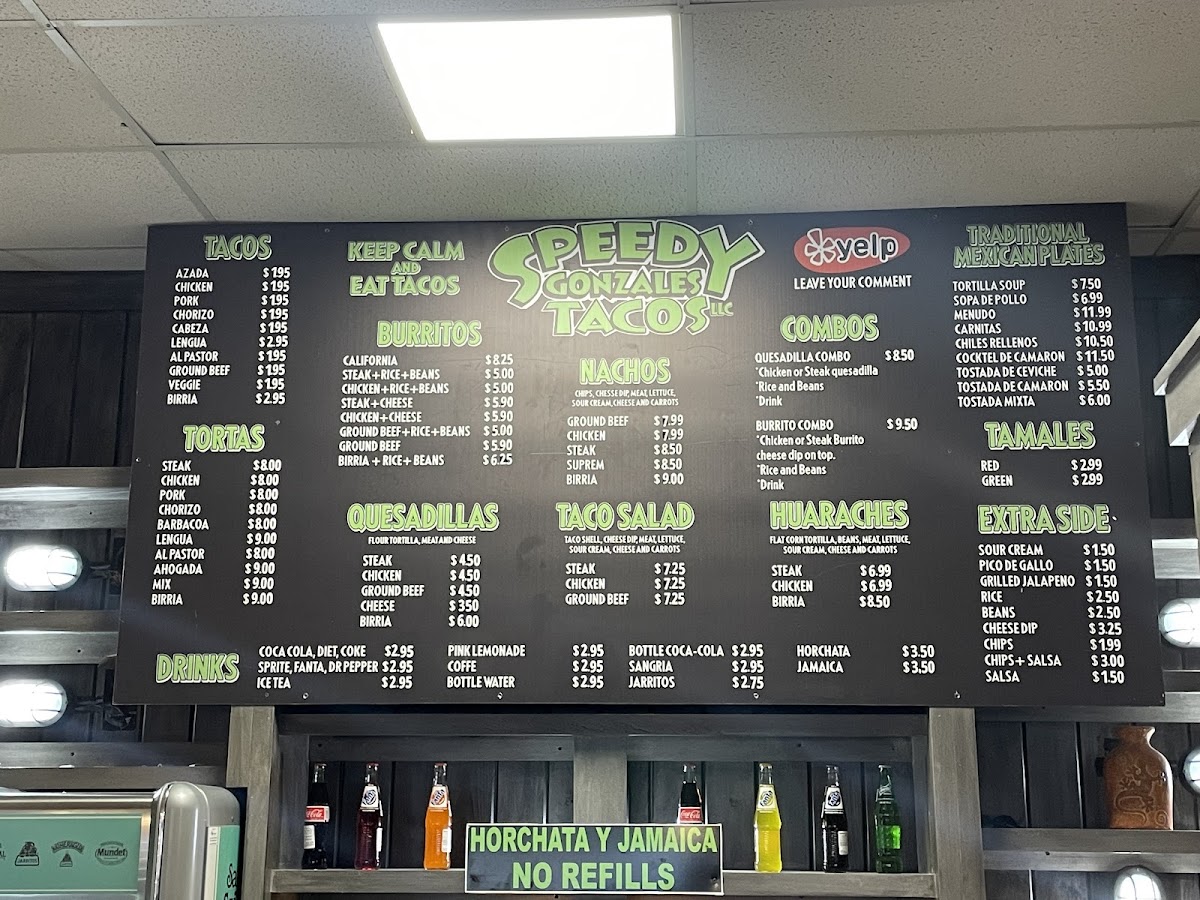 SPEEDY
GONZALES
TACOS LLC
KEEP CALM
AND
EAT TACOS
yelp
LEAVE YOUR COMMENT
TACOS
AZADA $1.95
CHICKEN $1.95
PORK $1.95
CHORIZO $1.95
CABEZA $1.95
LENGUA $2.95
AL PASTOR $1.95
GROUND BEEF $1.95
VEGGIE $1.95
BIRRIA $2.95
TORTAS
STEAK $8.00
CHICKEN $8.00
PORK $8.00
CHORIZO $8.00
BARBACOA $8.00
LENGUA $9.00
AL PASTOR $8.00
AHOGADA $9.00
MIX $9.00
BIRRIA $9.00
BURRITOS
CALIFORNIA $8.25
STEAK+RICE+BEANS $5.00
CHICKEN+RICE+BEANS $5.00
STEAK+CHEESE $5.90
CHICKEN+CHEESE $5.90
GROUND BEEF+RICE+BEANS $5.00
GROUND BEEF $5.90
BIRRIA + RICE+ BEANS $6.25
QUESADILLAS
FLOUR TORTILLA, MEAT AND CHEESE
STEAK $4.50
CHICKEN $4.50
GROUND BEEF $4.50
CHEESE $3.50
BIRRIA $6.00
NACHOS
CHIPS, CHESSE DIP, MEAT, LETTUCE,
SOUR CREAM, CHEESE AND CARROTS
GROUND BEEF $7.99
CHICKEN $7.99
STEAK $8.50
SUPREM $8.50
BIRRIA $9.00
TACO SALAD
TACO SHELL, CHEESE DIP, MEAT, LETTUCE,
SOUR CREAM, CHEESE AND CARROTS
STEAK $7.25
CHICKEN $7.25
GROUND BEEF $7.25
COMBOS
QUESADILLA COMBO $8.50
*Chicken or Steak quesadilla
*Rice and Beans
*Drink
BURRITO COMBO $9.50
*Chicken or Steak Burrito
cheese dip on top.
*Rice and Beans
*Drink
HUARACHES
FLAT CORN TORTILLA, BEANS, MEAT, LETTUCE,
SOUR CREAM, CHEESE AND CARROTS
STEAK $6.99
CHICKEN $6.99
BIRRIA $8.50
TRADITIONAL
MEXICAN PLATES
TORTILLA SOUP $7.50
SOPA DE POLLO $6.99
MENUDO $11.99
CARNITAS $10.99
CHILES RELLENOS $10,50
COCKTEL DE CAMARON $11.50
TOSTADA DE CEVICHE $5.00
TOSTADA DE CAMARON $5.50
TOSTADA MIXTA $6.00
TAMALES
RED $2.99
GREEN $2.99
EXTRA SIDE
SOUR CREAM $1.50
PICO DE GALLO $1.50
GRILLED JALAPENO $1.50
RICE $2.50
BEANS $2.50
CHEESE DIP $3.25
CHIPS $1.99
CHIPS + SALSA $3.00
SALSA $1.50
DRINKS
COCA COLA, DIET, COKE $2.95
SPRITE, FANTA, DR PEPPER $2.95
ICE TEA $2.95
PINK LEMONADE $2.95
COFFE $2.95
BOTTLE WATER $2.95
BOTTLE COCA-COLA $2.95
SANGRIA $2.95
JARRITOS $2.75
HORCHATA $3.50
JAMAICA $3.50
HORCHATA Y JAMAICA
NO REFILLS
Coca-Cola
Coca-Cola
JARRITOS
Mundet